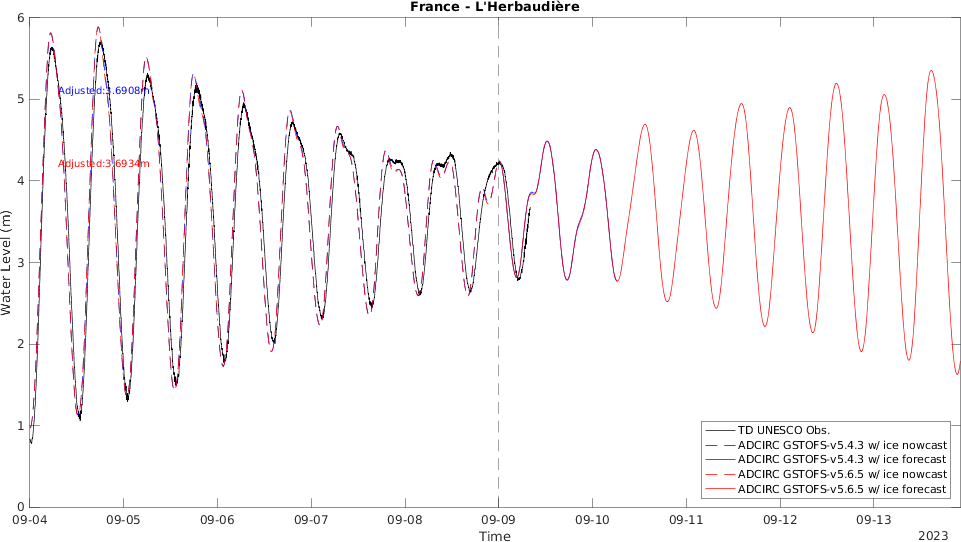 France - L'Herbaudière
6
5
4
3
2
1
0
Water Level (m)
Adjusted:3.6908m
Adjusted:3.6934m
TD UNESCO Obs.
ADCIRC GSTOFS-v5.4.3 w/ ice nowcast
ADCIRC GSTOFS-v5.4.3 w/ ice forecast
ADCIRC GSTOFS-v5.6.5 w/ ice nowcast
ADCIRC GSTOFS-v5.6.5 w/ ice forecast
09-04 09-05 09-06 09-07 09-08 09-09 09-10 09-11 09-12 09-13
Time
2023